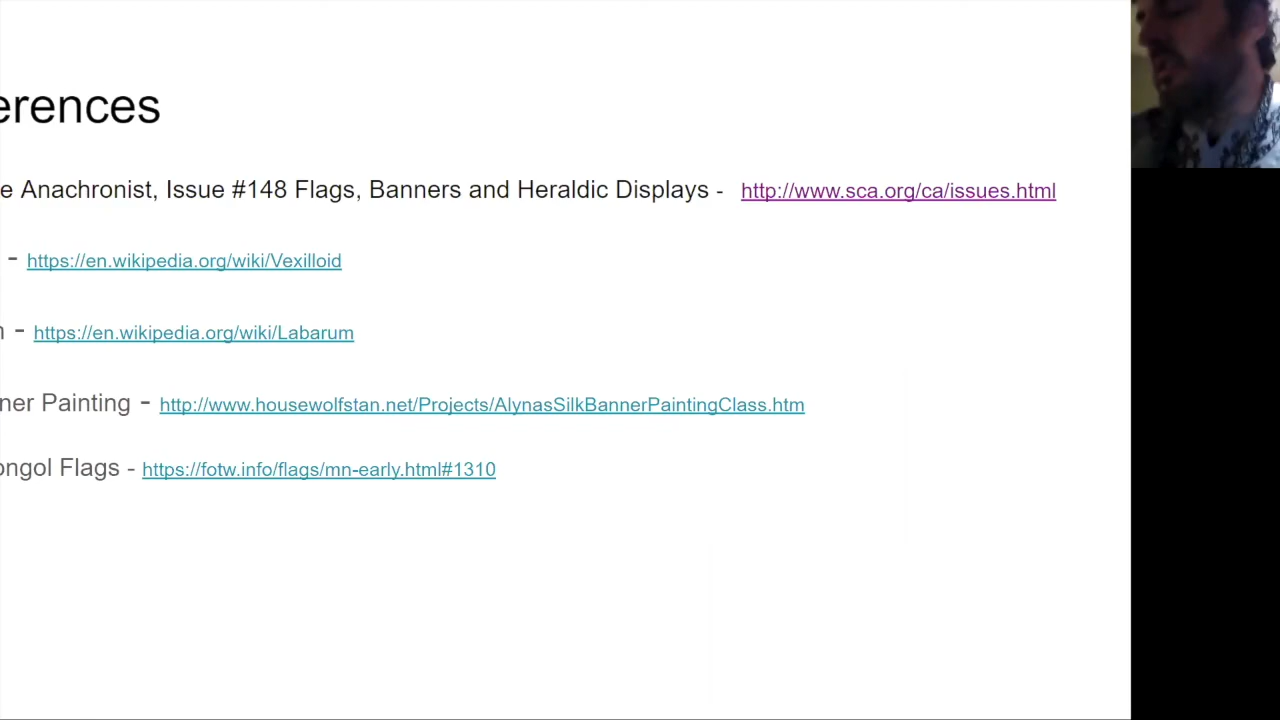 erences
e Anachronist, Issue #148 Flags, Banners and Heraldic Displays - http://www.sca.org/ca/issues.html
- https://en.wikipedia.org/wiki/Vexilloid
- https://en.wikipedia.org/wiki/Labarum
ner Painting - http://www.housewolfstan.net/Projects/AlynasSilkBannerPaintingClass.htm
ongol Flags - https://fotw.info/flags/mn-early.html#1310